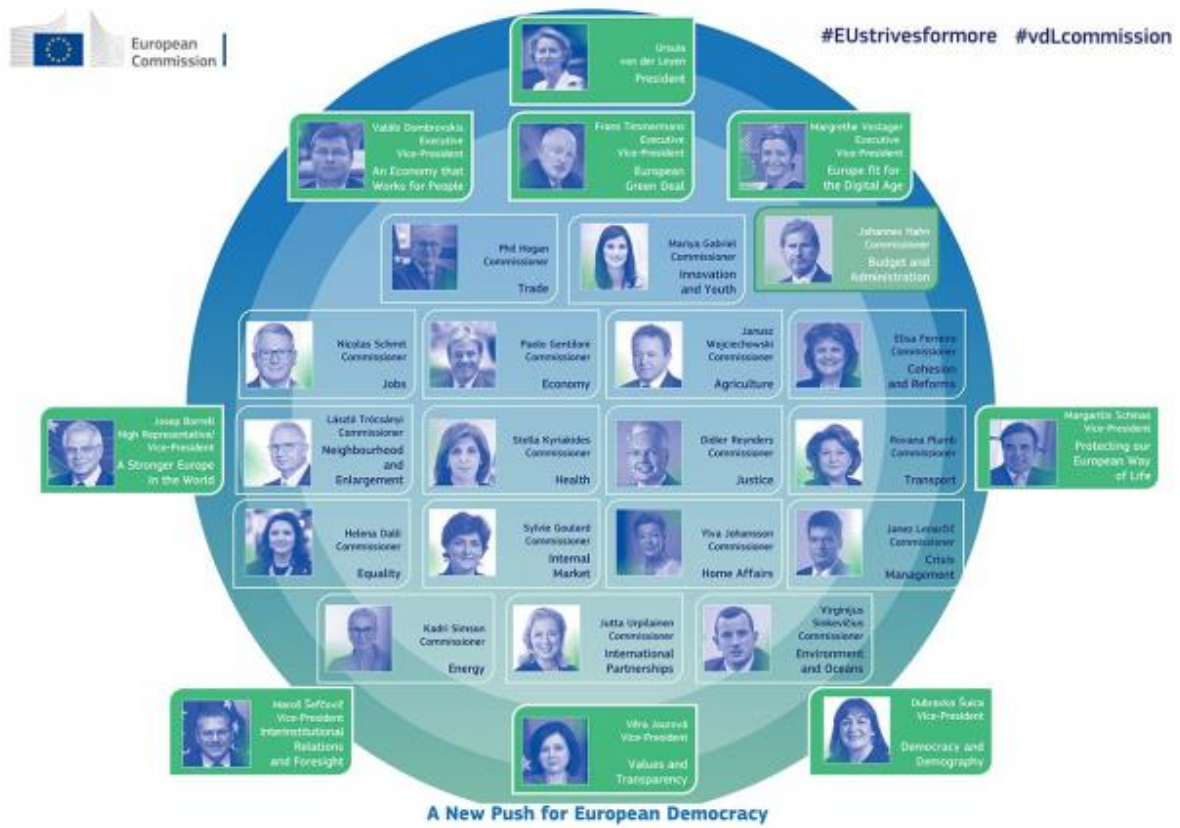 European
Commission
#EUstrivesformore #vdLcommission
Ursula
von der Leyen
President
Valdis Dombrovskis
Executive
Vice-President
An Economy that
Works for People
Frans Timmermans
Executive
Vice-President
European
Green Deal
Margrethe Vestager
Executive
Vice-President
Europe fit for
the Digital Age
Phil Hogan
Commissioner
Trade
Mariya Gabriel
Commissioner
Innovation
and Youth
Johannes Hahn
Commissioner
Budget and
Administration
Nicolas Schmit
Commissioner
Jobs
Paolo Gentiloni
Commissioner
Economy
Janusz
Wojciechowski
Commissioner
Agriculture
Elisa Ferreira
Commissioner
Cohesion
and Reforms
Josep Borrell
High Representative/
Vice-President
A Stronger Europe
in the World
László Trócsányi
Commissioner
Neighbourhood
and
Enlargement
Stella Kyriakides
Commissioner
Health
Didier Reynders
Commissioner
Justice
Rovana Plumb
Commissioner
Transport
Margaritis Schinas
Vice-President
Protecting our
European Way
of Life
Helena Dalli
Commissioner
Equality
Sylvie Goulard
Commissioner
Internal
Market
Ylva Johansson
Commissioner
Home Affairs
Janez Lenarčič
Commissioner
Crisis
Management
Kadri Simson
Commissioner
Energy
Jutta Urpilainen
Commissioner
International
Partnerships
Virginijus
Sinkevičius
Commissioner
Environment
and Oceans
Maroš Šefčovič
Vice-President
Interinstitutional
Relations
and Foresight
Věra Jourová
Vice-President
Values and
Transparency
Dubravka Šuica
Vice-President
Democracy and
Demography
A New Push for European Democracy